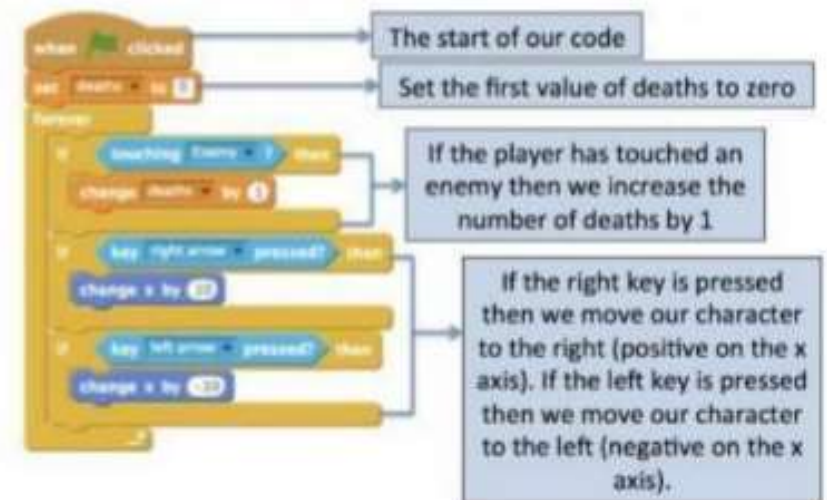 when clicked
The start of our code
set deaths to 0
Set the first value of deaths to zero
forever
if touching Enemy ? then
change deaths by 1
If the player has touched an
enemy then we increase the
number of deaths by 1
if key right arrow pressed? then
change x by 10
if key left arrow pressed? then
change x by -10
If the right key is pressed
then we move our character
to the right (positive on the x
axis). If the left key is pressed
then we move our character
to the left (negative on the x
axis).